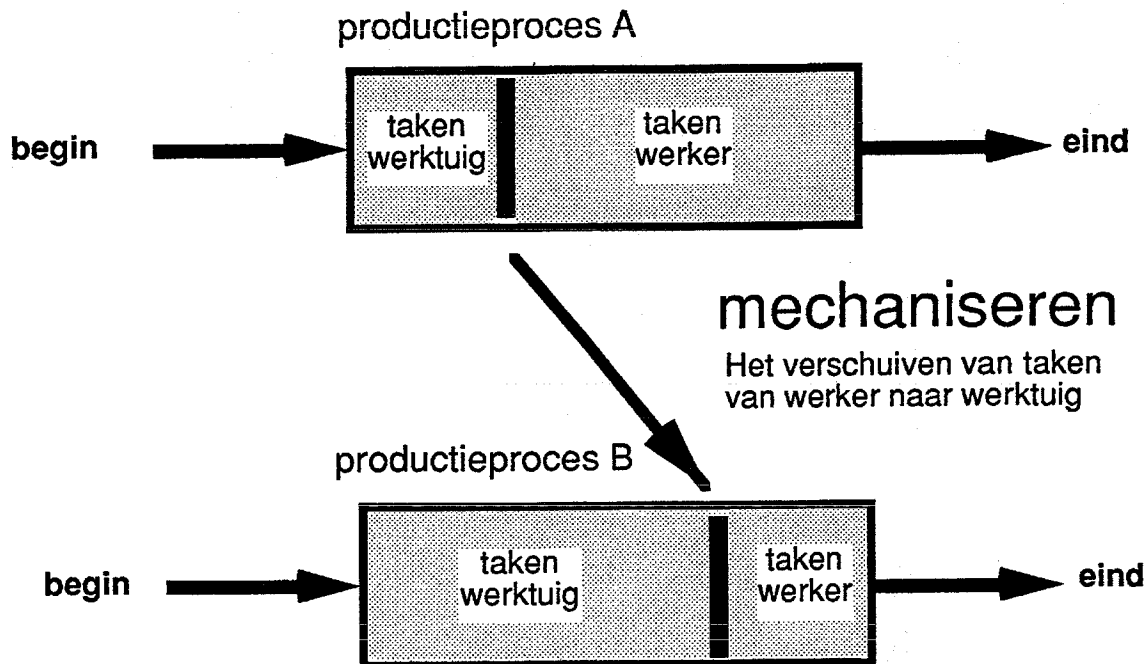 productieproces A
begin
taken
werktuig
taken
werker
eind
mechaniseren
Het verschuiven van taken
van werker naar werktuig
productieproces B
begin
taken
werktuig
taken
werker
eind